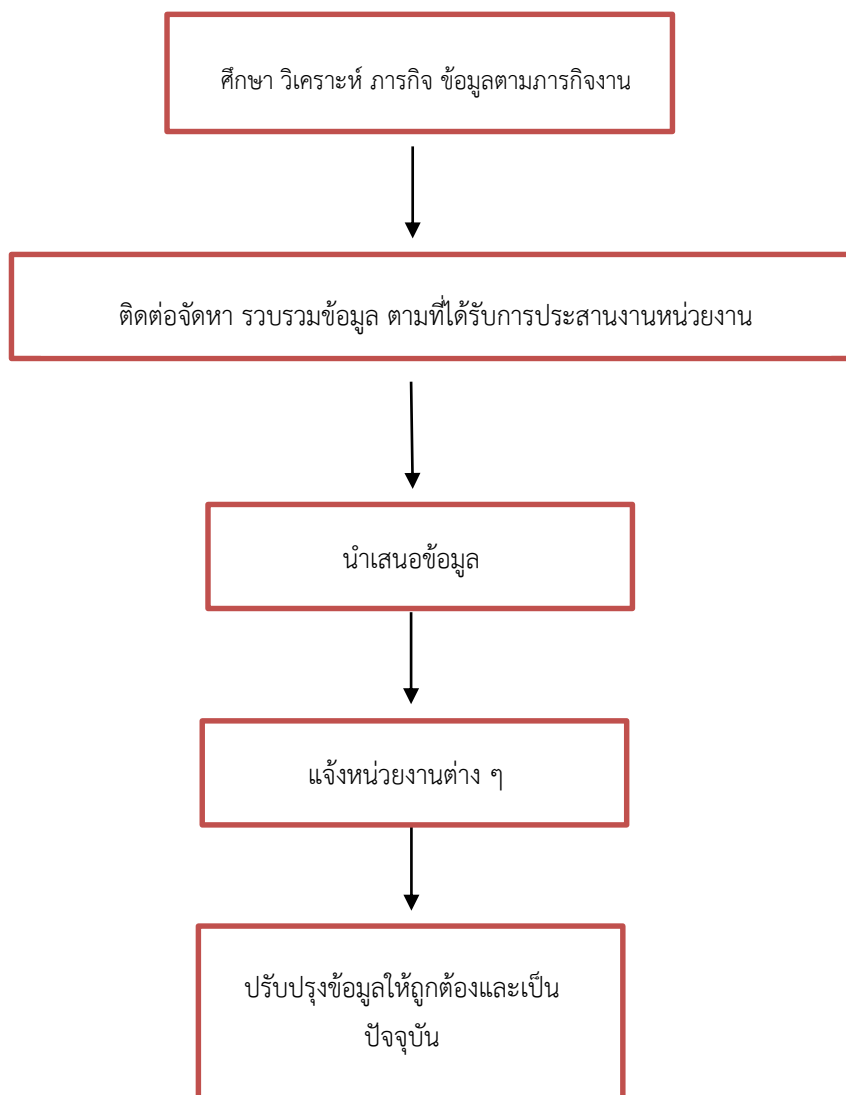 ศึกษา วิเคราะห์ ภารกิจ ข้อมูลตามภารกิจงาน
ติดต่อจัดหา รวบรวมข้อมูล ตามที่ได้รับการประสานงานหน่วยงาน
นำเสนอข้อมูล
แจ้งหน่วยงานต่าง ๆ
ปรับปรุงข้อมูลให้ถูกต้องและเป็น
ปัจจุบัน